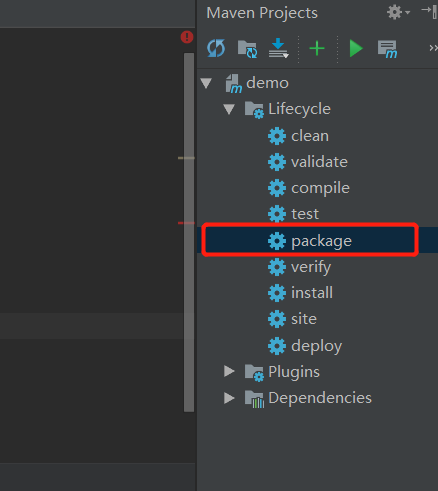 Maven Projects
demo
Lifecycle
clean
validate
compile
test
package
verify
install
site
deploy
Plugins
Dependencies